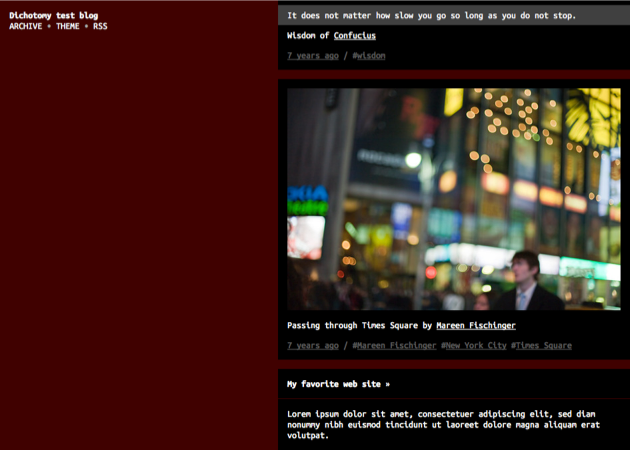 Dichotomy test blog
ARCHIVE • THEME • RSS
It does not matter how slow you go so long as you do not stop.
Wisdom of Confucius
7 years ago / #wisdom
Passing through Times Square by Mareen Fischinger
7 years ago / #Mareen Fischinger #New York City #Times Square
My favorite web site »
Lorem ipsum dolor sit amet, consectetuer adipiscing elit, sed diam
nonummy nibh euismod tincidunt ut laoreet dolore magna aliquam erat
volutpat.